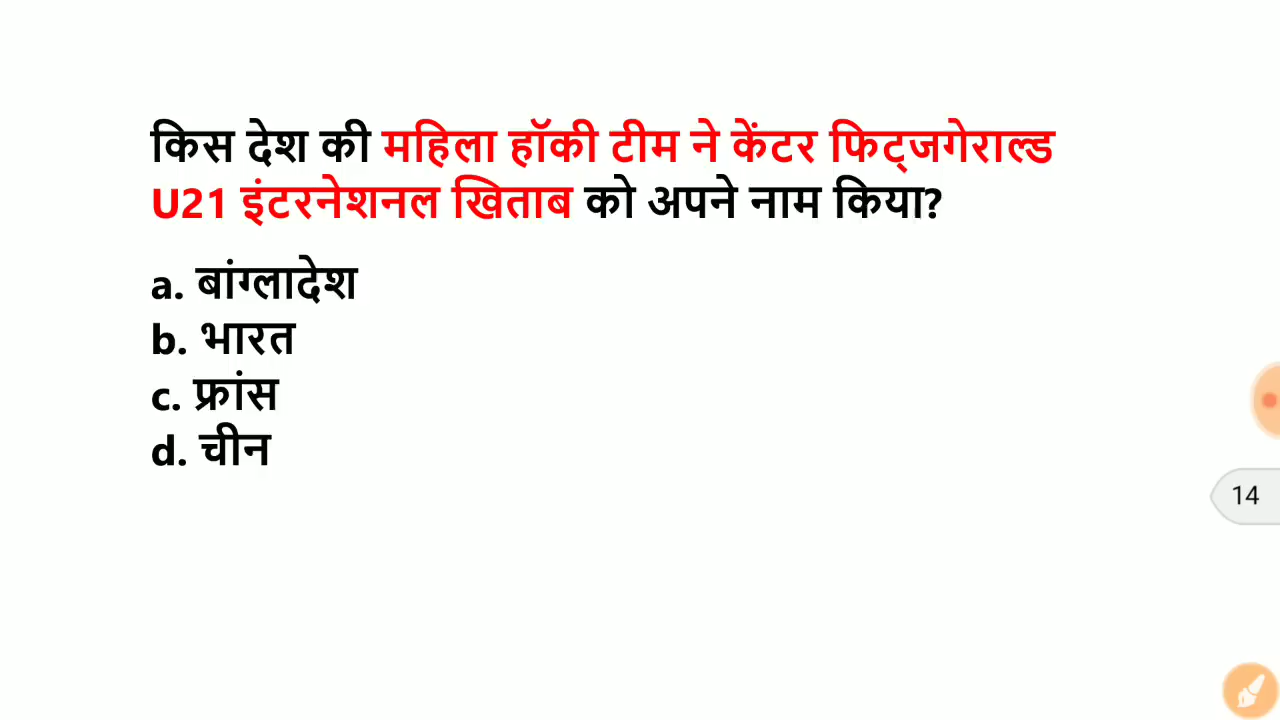 किस देश की महिला हॉकी टीम ने केंटर फिट्जगेराल्ड
U21 इंटरनेशनल खिताब को अपने नाम किया?
a. बांग्लादेश
b. भारत
c. फ्रांस
d. चीन
14